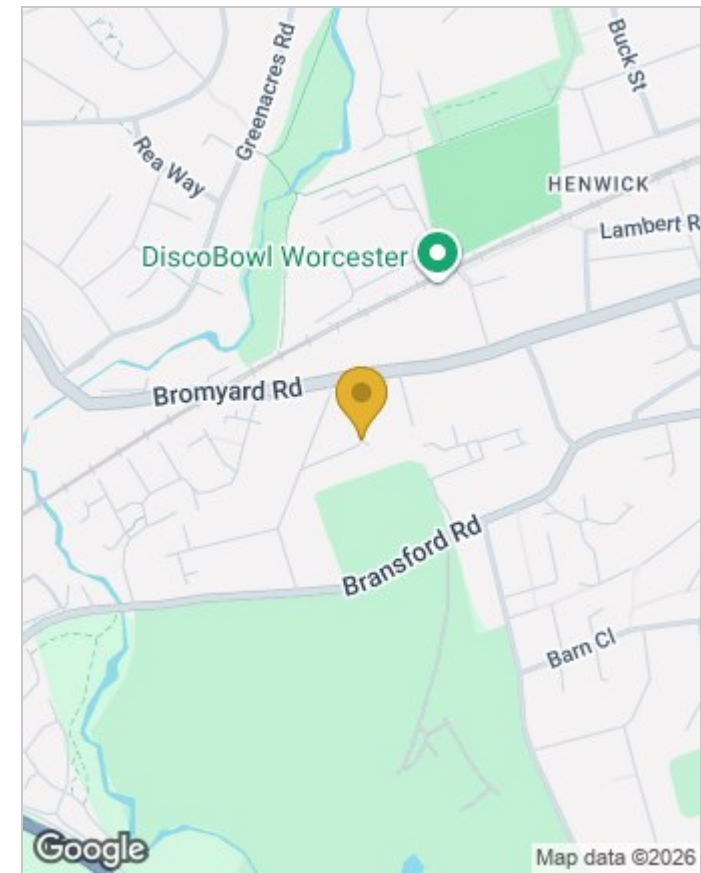 Greenacres Rd
Buck St
Rea Way
HENWICK
Lambert R
DiscoBowl Worcester
Bromyard Rd
Bransford Rd
Barn Cl
Google
Map data ©2026